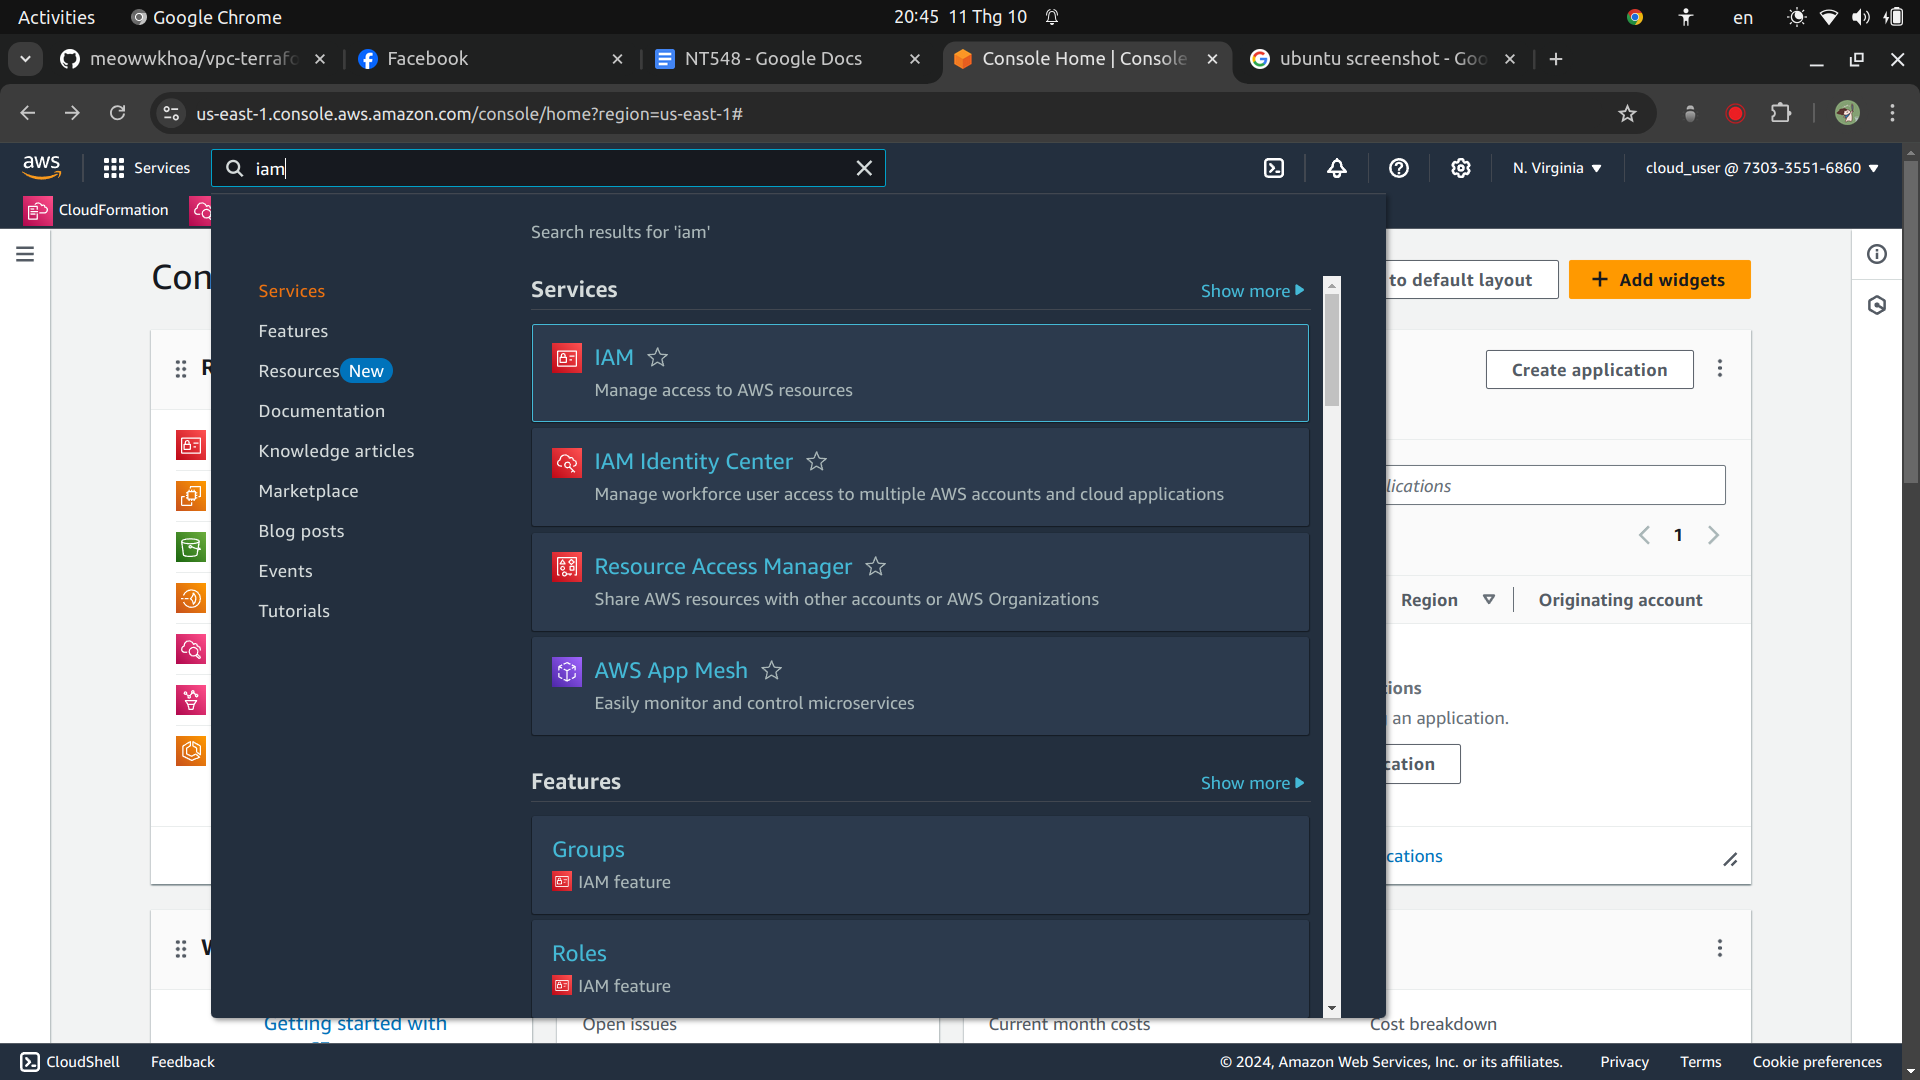 Activities
Google Chrome
20:45 11 Thg 10
en
meowwkhoa/vpc-terrafo
Facebook
NT548 - Google Docs
Console Home | Console
ubuntu screenshot - Goo
us-east-1.console.aws.amazon.com/console/home?region=us-east-1#
aws
Services
iam
N. Virginia
cloud_user @ 7303-3551-6860
CloudFormation
Search results for 'iam'
Con
to default layout
Add widgets
Services
Features
Resources New
Documentation
Knowledge articles
Marketplace
Blog posts
Events
Tutorials
Services
Show more
IAM
Manage access to AWS resources
IAM Identity Center
Manage workforce user access to multiple AWS accounts and cloud applications
Resource Access Manager
Share AWS resources with other accounts or AWS Organizations
AWS App Mesh
Easily monitor and control microservices
Features
Show more
Groups
IAM feature
Roles
IAM feature
R
Create application
lications
1
Region
Originating account
ions
an application.
cation
cations
Getting started with
Open issues
Current month costs
Cost breakdown
CloudShell
Feedback
© 2024, Amazon Web Services, Inc. or its affiliates.
Privacy
Terms
Cookie preferences